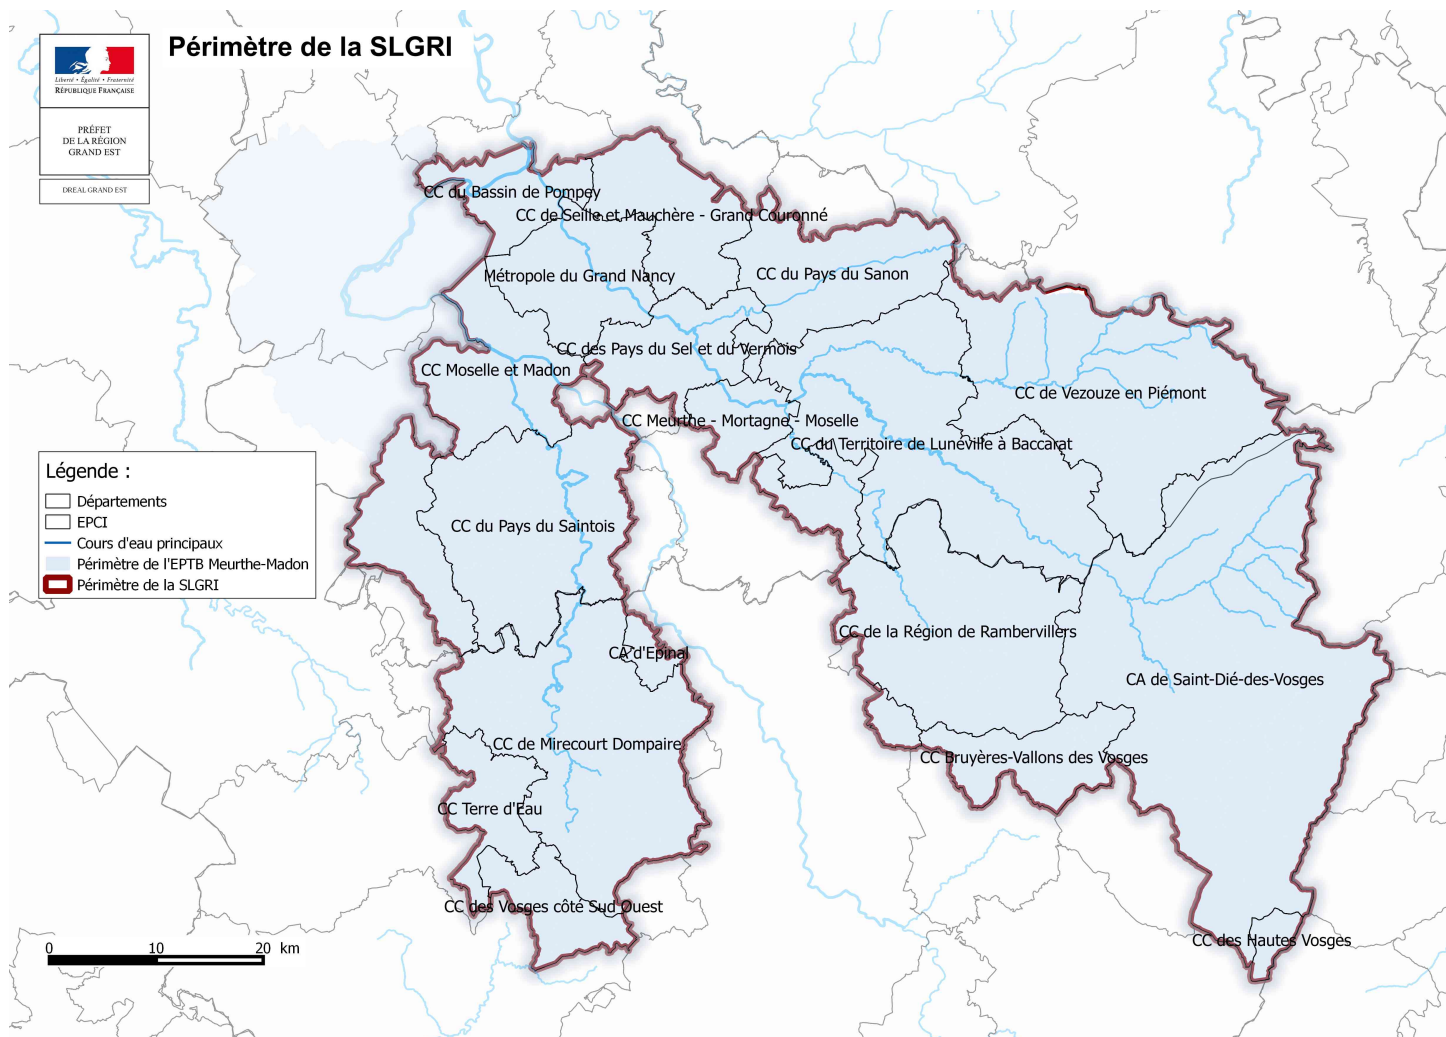 Périmètre de la SLGRI
Liberté • Égalité • Fraternité
RÉPUBLIQUE FRANÇAISE
PRÉFET
DE LA RÉGION
GRAND EST
DREAL GRAND EST
CC du Bassin de Pompey
CC de Seille et Mauchère - Grand Couronné
Métropole du Grand Nancy
CC du Pays du Sanon
CC des Pays du Sel et du Vermois
CC Moselle et Madon
CC de Vezouze en Piémont
CC Meurthe - Mortagne - Moselle
CC du Territoire de Lunéville à Baccarat
Légende :
Départements
EPCI
Cours d'eau principaux
Périmètre de l'EPTB Meurthe-Madon
Périmètre de la SLGRI
CC du Pays du Saintois
CC de la Région de Rambervillers
CA d'Epinal
CA de Saint-Dié-des-Vosges
CC de Mirecourt Dompaire
CC Bruyères-Vallons des Vosges
CC Terre d'Eau
CC des Vosges côté Sud Ouest
CC des Hautes Vosges
0 10 20 km